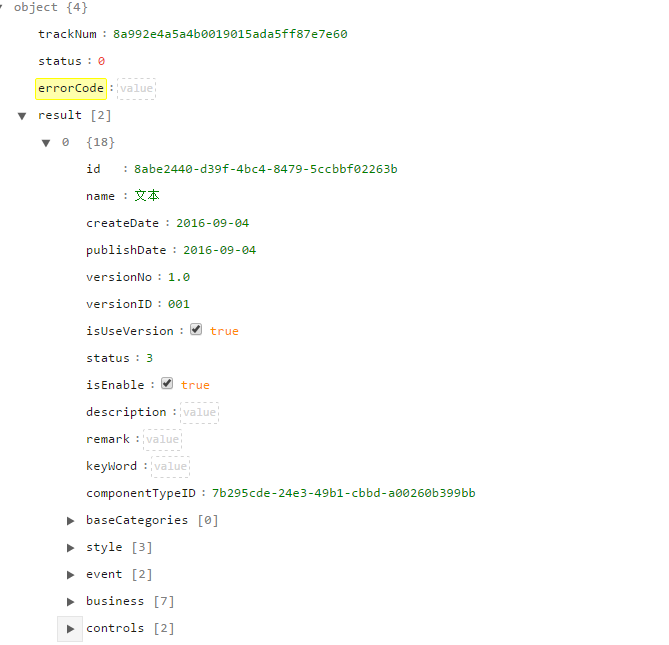 object {4}
trackNum : 8a992e4a5a4b0019015ada5ff87e7e60
status : 0
errorCode : value
result [2]
0 {18}
id : 8abe2440-d39f-4bc4-8479-5ccbbf02263b
name : 文本
createDate : 2016-09-04
publishDate : 2016-09-04
versionNo : 1.0
versionID : 001
isUseVersion : true
status : 3
isEnable : true
description : value
remark : value
keyWord : value
componentTypeID : 7b295cde-24e3-49b1-cbbd-a00260b399bb
baseCategories [0]
style [3]
event [2]
business [7]
controls [2]